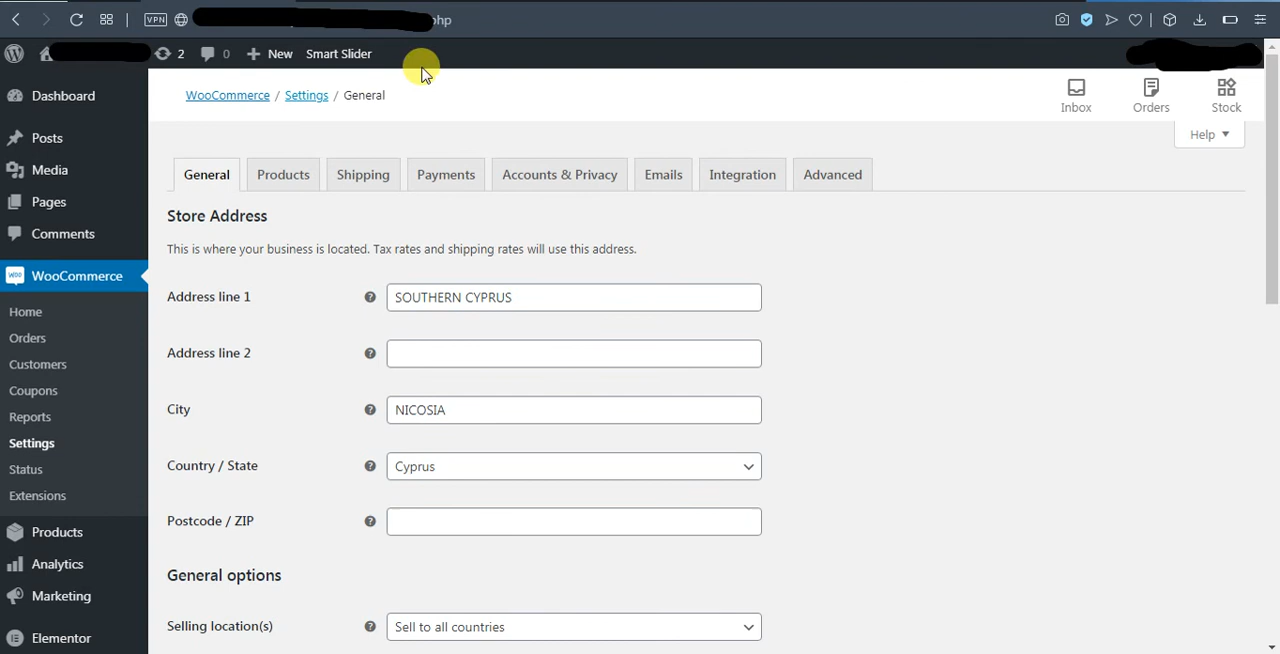 VPN
hp
2
0
New
Smart Slider
WooCommerce / Settings / General
Inbox
Orders
Stock
Help
Dashboard
Posts
Media
Pages
Comments
WooCommerce
Home
Orders
Customers
Coupons
Reports
Settings
Status
Extensions
Products
Analytics
Marketing
Elementor
General
Products
Shipping
Payments
Accounts & Privacy
Emails
Integration
Advanced
Store Address
This is where your business is located. Tax rates and shipping rates will use this address.
Address line 1
SOUTHERN CYPRUS
Address line 2
City
NICOSIA
Country / State
Cyprus
Postcode / ZIP
General options
Selling location(s)
Sell to all countries